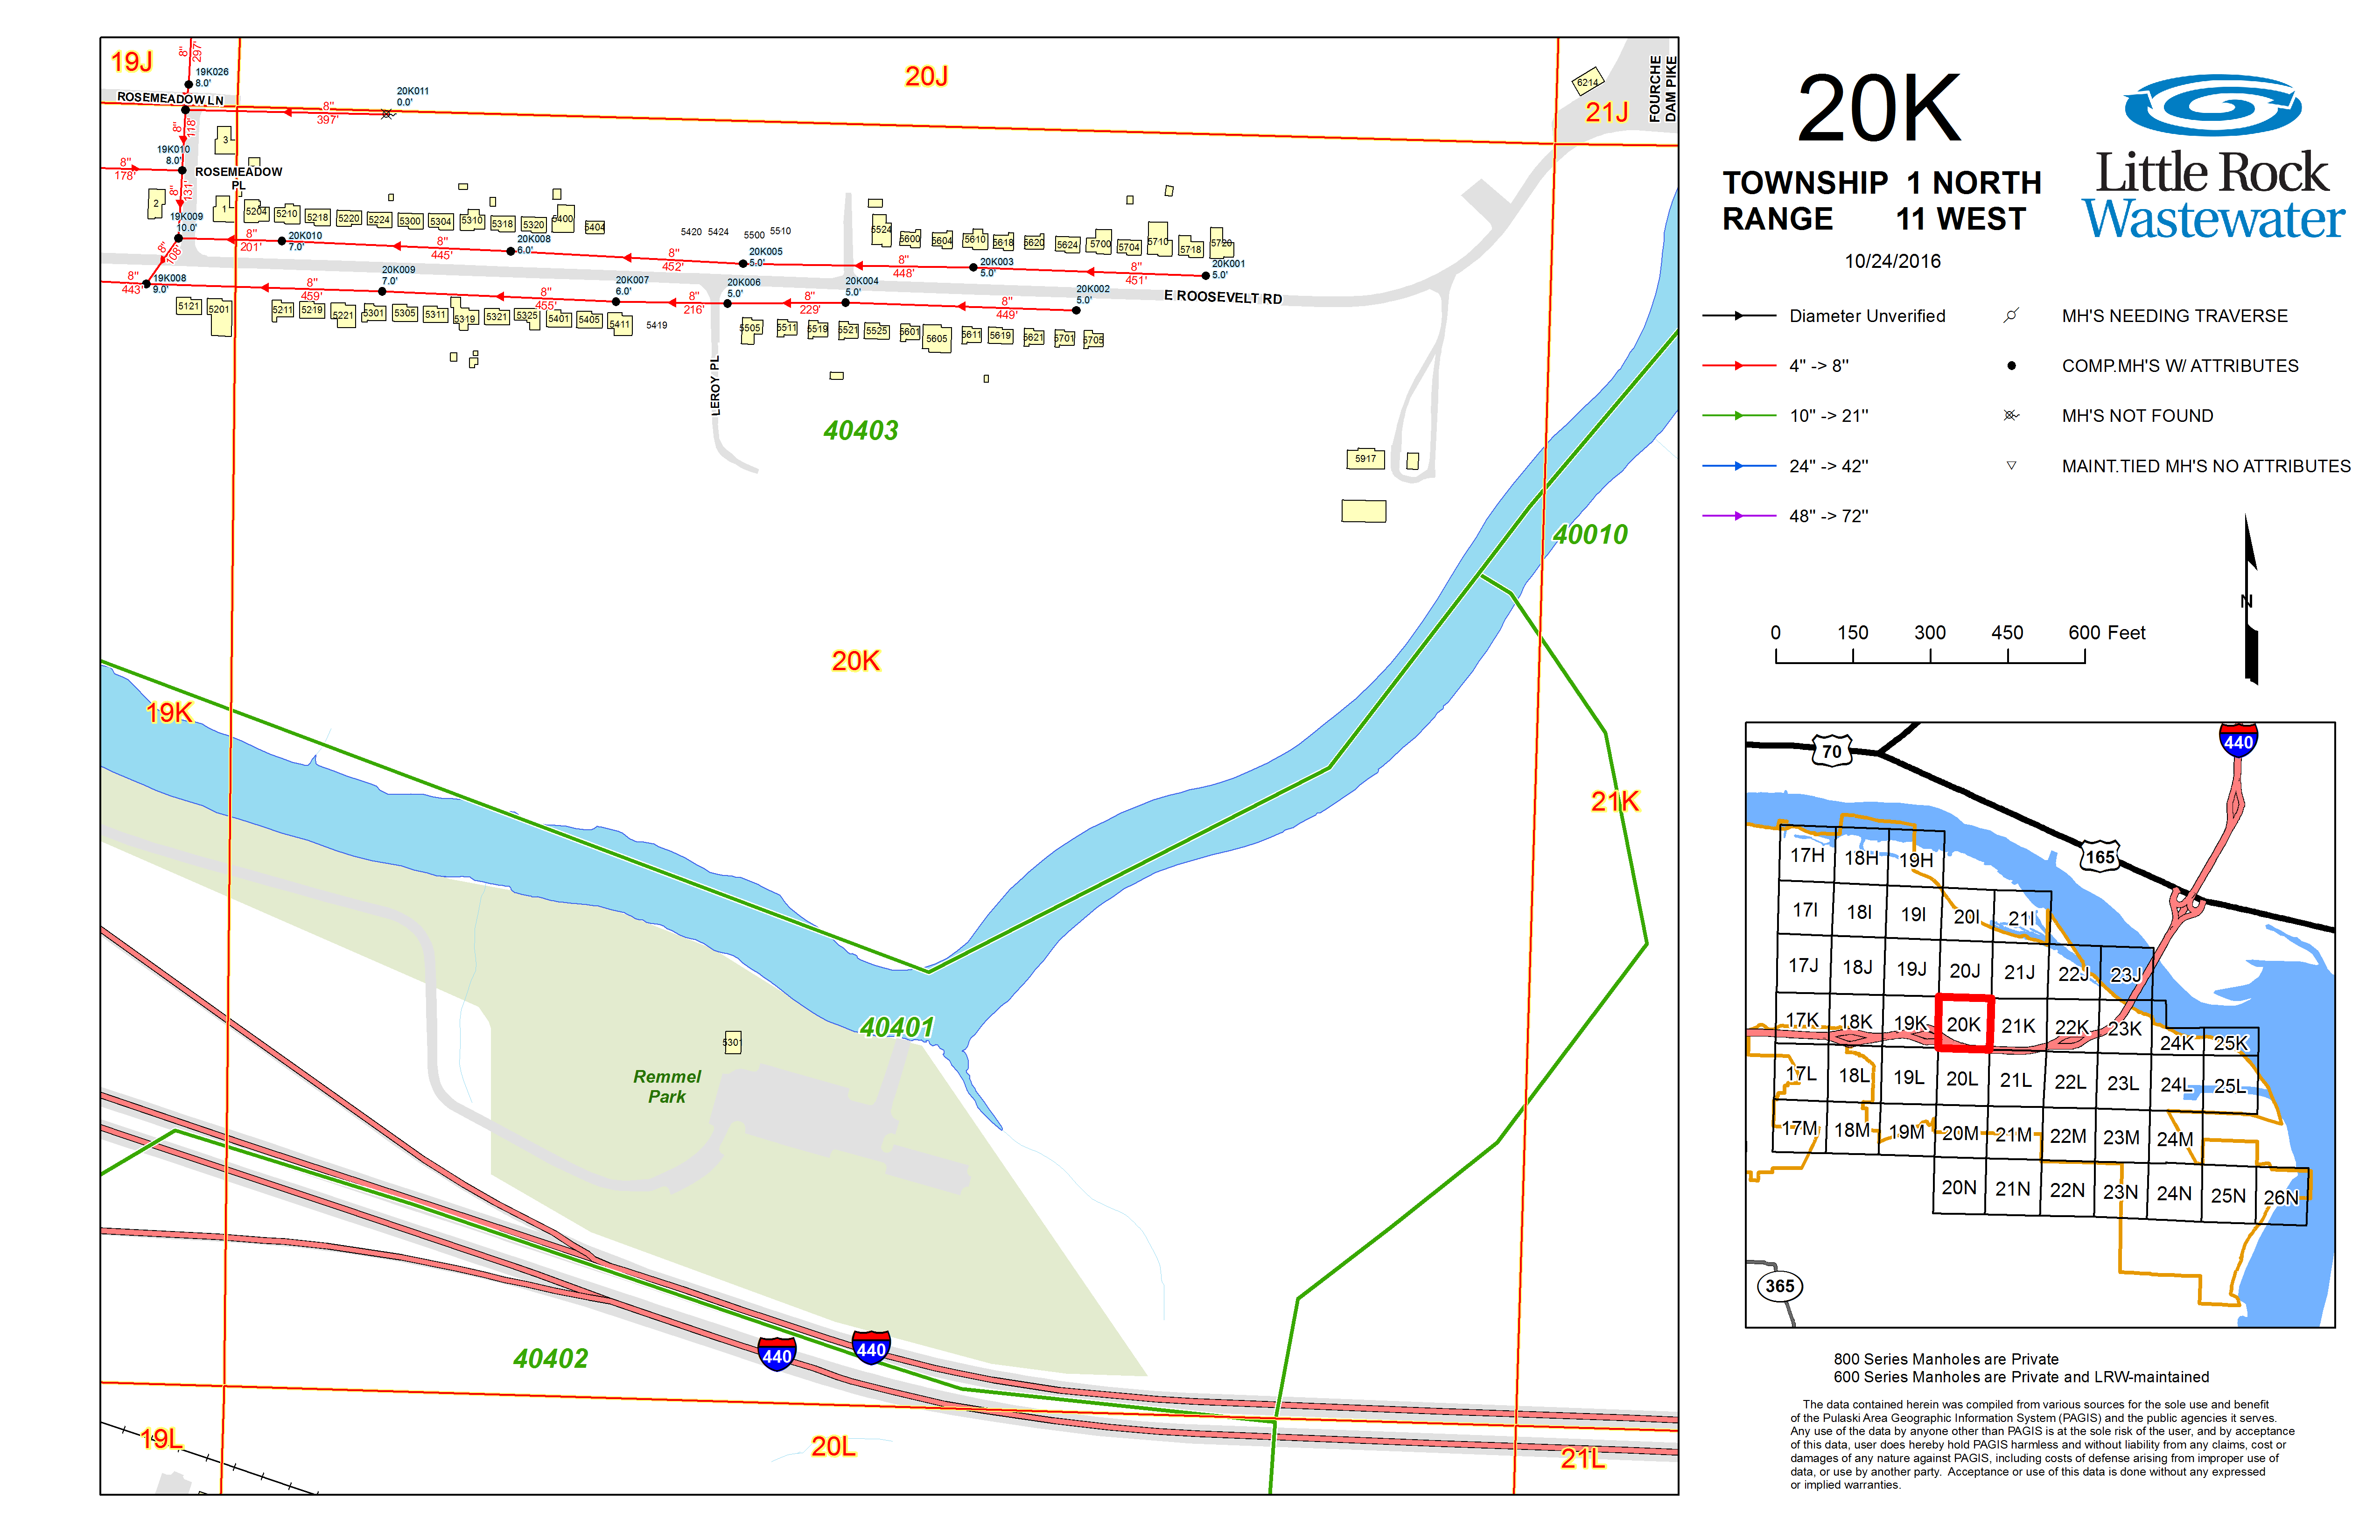 19J
20J
21J
8"
297'
19K026
8.0'
ROSEMEADOW LN
8"
397'
20K011
0.0'
6214
FOURCHE
DAM PIKE
8"
118'
3
19K010
8.0'
8"
178'
ROSEMEADOW
PL
8"
131'
2
1
19K009
10.0'
5204
5210
5218
5220
5224
5300
5304
5310
5318
5320
5400
5404
5420
5424
5500
5510
5524
5600
5604
5610
5618
5620
5624
5700
5704
5710
5718
5720
8"
201'
20K010
7.0'
8"
445'
20K008
6.0'
8"
452'
20K005
5.0'
8"
448'
20K003
5.0'
8"
451'
20K001
5.0'
8"
108'
8"
443'
19K008
9.0'
8"
459'
20K009
7.0'
8"
455'
20K007
6.0'
8"
216'
20K006
5.0'
8"
229'
20K004
5.0'
8"
449'
20K002
5.0'
E ROOSEVELT RD
5121
5201
5211
5219
5221
5301
5305
5311
5319
5321
5325
5401
5405
5411
5419
5505
5511
5519
5521
5525
5601
5605
5611
5619
5621
5701
5705
LEROY PL
40403
5917
40010
20K
19K
21K
40401
5301
Remmel
Park
440
440
40402
19L
20L
21L
20K
TOWNSHIP 1 NORTH
RANGE 11 WEST
10/24/2016
Little Rock
Wastewater
Diameter Unverified
4" -> 8"
10" -> 21"
24" -> 42"
48" -> 72"
MH'S NEEDING TRAVERSE
COMP.MH'S W/ ATTRIBUTES
MH'S NOT FOUND
MAINT.TIED MH'S NO ATTRIBUTES
N
0 150 300 450 600 Feet
70
440
165
17H 18H 19H
17I 18I 19I 20I 21I
17J 18J 19J 20J 21J 22J 23J
17K 18K 19K 20K 21K 22K 23K 24K 25K
17L 18L 19L 20L 21L 22L 23L 24L 25L
17M 18M 19M 20M 21M 22M 23M 24M
20N 21N 22N 23N 24N 25N 26N
365
800 Series Manholes are Private
600 Series Manholes are Private and LRW-maintained
The data contained herein was compiled from various sources for the sole use and benefit
of the Pulaski Area Geographic Information System (PAGIS) and the public agencies it serves.
Any use of the data by anyone other than PAGIS is at the sole risk of the user, and by acceptance
of this data, user does hereby hold PAGIS harmless and without liability from any claims, cost or
damages of any nature against PAGIS, including costs of defense arising from improper use of
data, or use by another party. Acceptance or use of this data is done without any expressed
or implied warranties.